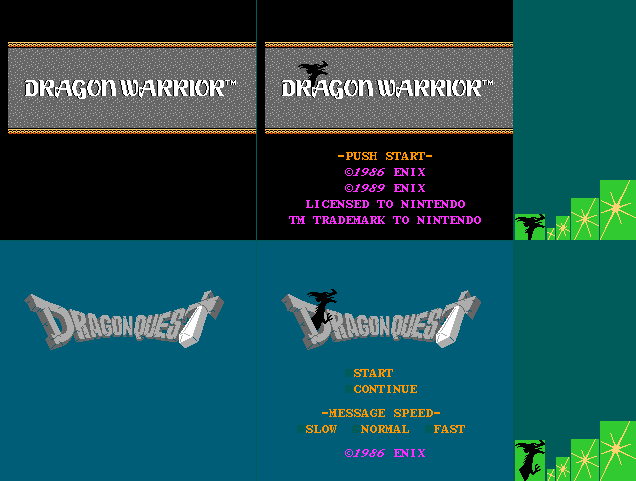 DRAGON WARRIOR™
DRAGON WARRIOR™
-PUSH START-
©1986 ENIX
©1989 ENIX
LICENSED TO NINTENDO
TM TRADEMARK TO NINTENDO
DRAGON QUEST
DRAGON QUEST
START
CONTINUE
-MESSAGE SPEED-
SLOW NORMAL FAST
©1986 ENIX